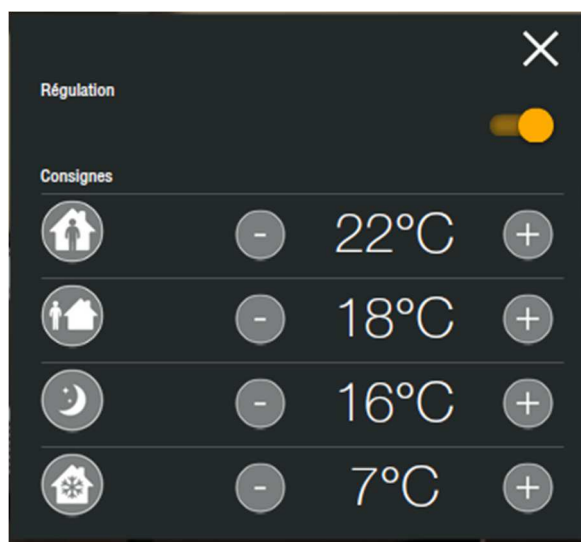 Régulation
Consignes
- 22°C +
- 18°C +
- 16°C +
- 7°C +